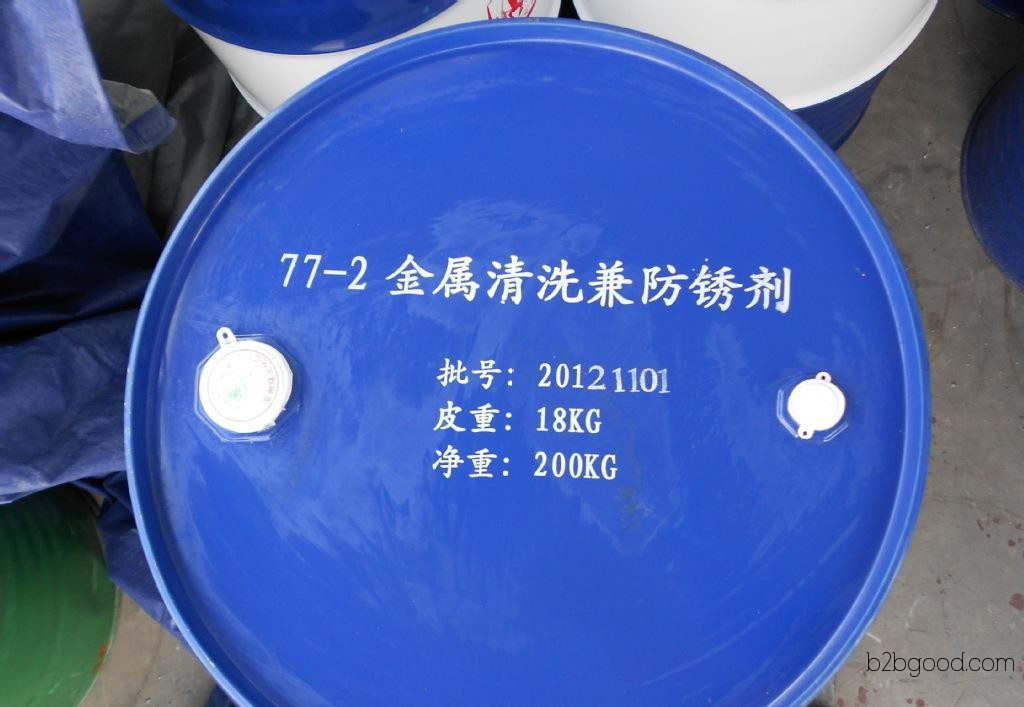 77-2 金属清洗兼防锈剂
批号: 20121101
皮重: 18KG
净重: 200KG
b2bgood.com